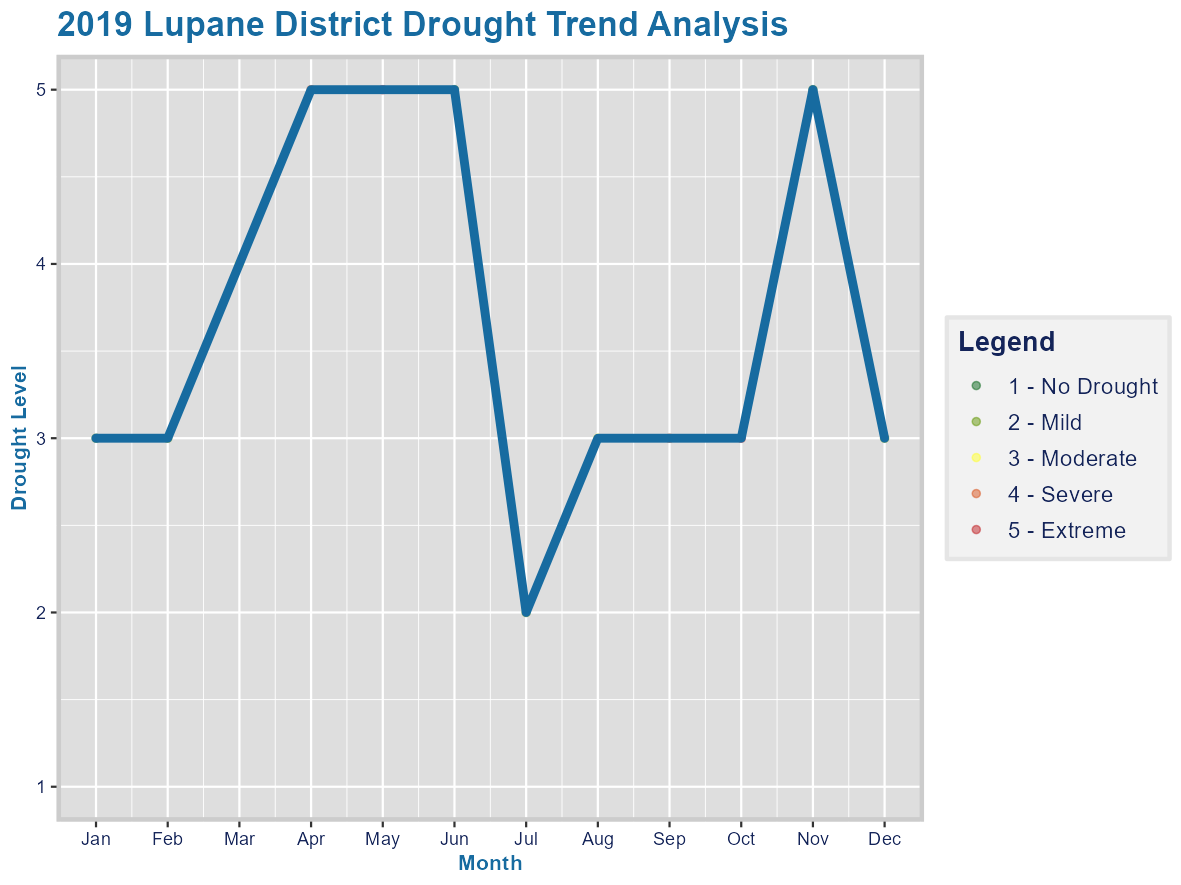 2019 Lupane District Drought Trend Analysis
Drought Level
5
4
3
2
1
Jan Feb Mar Apr May Jun Jul Aug Sep Oct Nov Dec
Month
Legend
1 - No Drought
2 - Mild
3 - Moderate
4 - Severe
5 - Extreme